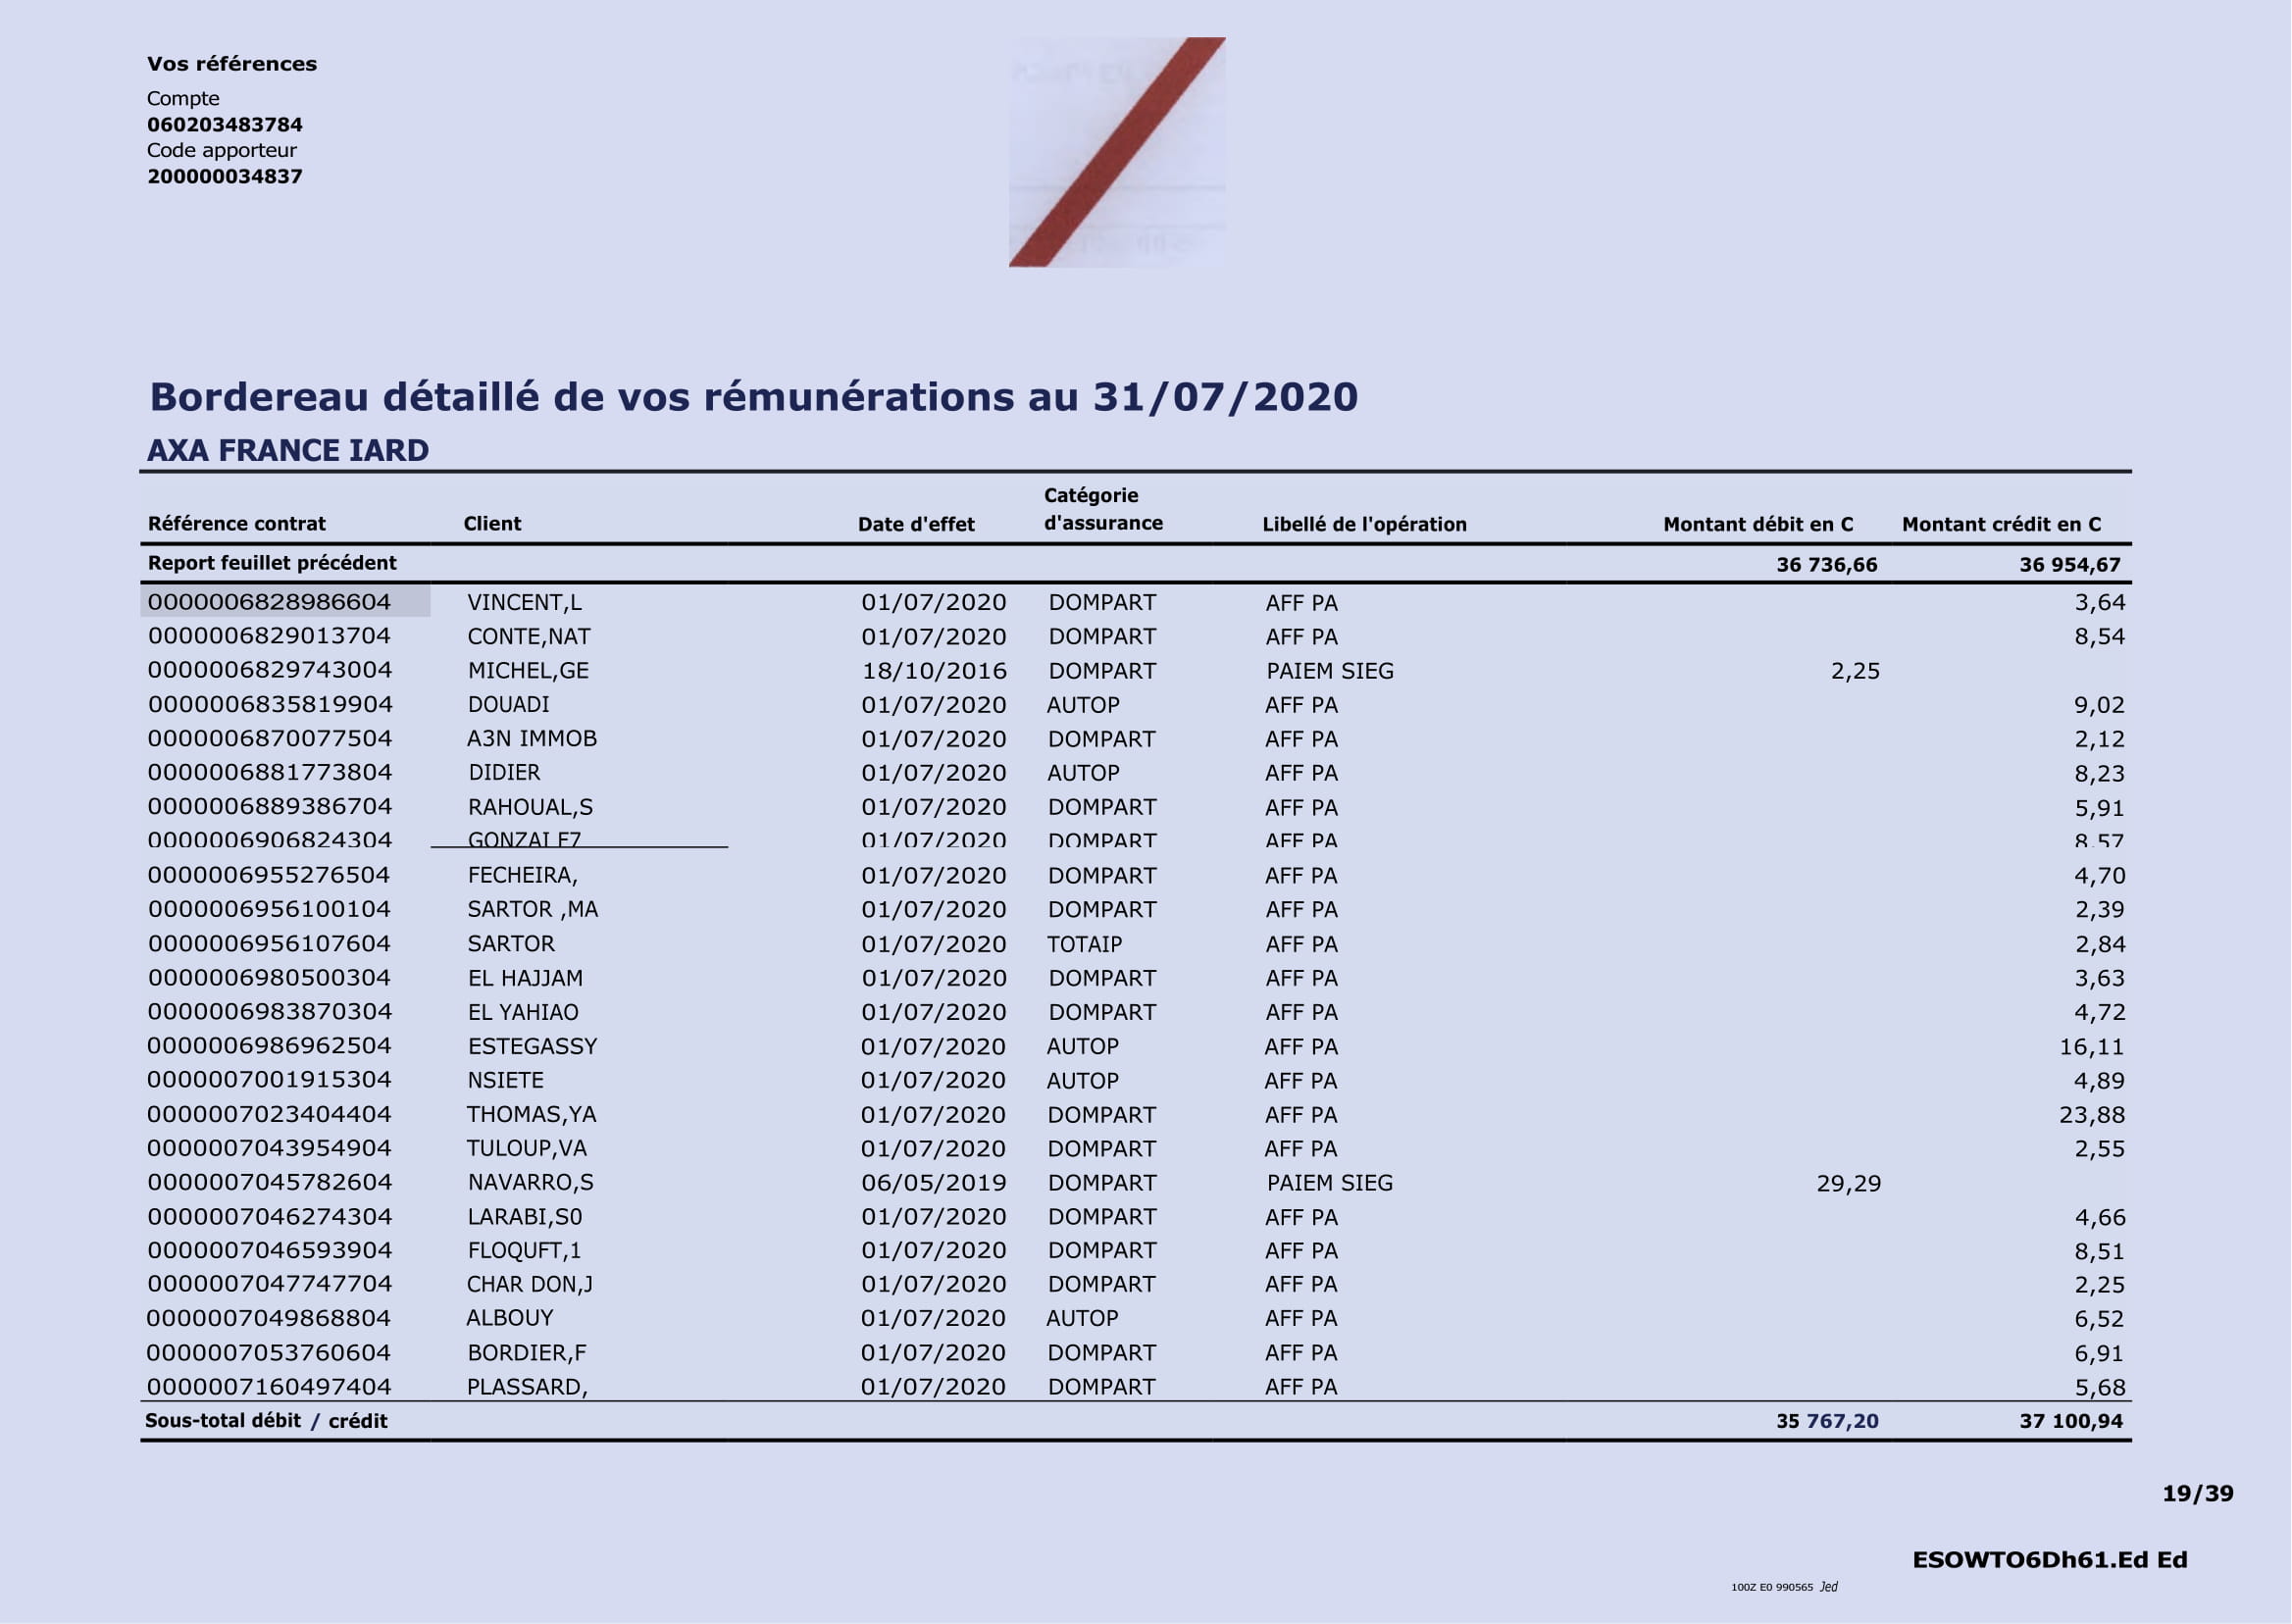 Vos références
Compte
060203483784
Code apporteur
200000034837
Bordereau détaillé de vos rémunérations au 31/07/2020
AXA FRANCE IARD
Référence contrat Client Date d'effet Catégorie d'assurance Libellé de l'opération Montant débit en C Montant crédit en C
Report feuillet précédent 36 736,66 36 954,67
0000006828986604 VINCENT,L 01/07/2020 DOMPART AFF PA 3,64
0000006829013704 CONTE,NAT 01/07/2020 DOMPART AFF PA 8,54
0000006829743004 MICHEL,GE 18/10/2016 DOMPART PAIEM SIEG 2,25
0000006835819904 DOUADI 01/07/2020 AUTOP AFF PA 9,02
0000006870077504 A3N IMMOB 01/07/2020 DOMPART AFF PA 2,12
0000006881773804 DIDIER 01/07/2020 AUTOP AFF PA 8,23
0000006889386704 RAHOUAL,S 01/07/2020 DOMPART AFF PA 5,91
0000006906824304 01/07/2020 DOMPART AFF PA 8,57
0000006955276504 FECHEIRA, 01/07/2020 DOMPART AFF PA 4,70
0000006956100104 SARTOR ,MA 01/07/2020 DOMPART AFF PA 2,39
0000006956107604 SARTOR 01/07/2020 TOTAIP AFF PA 2,84
0000006980500304 EL HAJJAM 01/07/2020 DOMPART AFF PA 3,63
0000006983870304 EL YAHIAO 01/07/2020 DOMPART AFF PA 4,72
0000006986962504 ESTEGASSY 01/07/2020 AUTOP AFF PA 16,11
0000007001915304 NSIETE 01/07/2020 AUTOP AFF PA 4,89
0000007023404404 THOMAS,YA 01/07/2020 DOMPART AFF PA 23,88
0000007043954904 TULOUP,VA 01/07/2020 DOMPART AFF PA 2,55
0000007045782604 NAVARRO,S 06/05/2019 DOMPART PAIEM SIEG 29,29
0000007046274304 LARABI,S0 01/07/2020 DOMPART AFF PA 4,66
0000007046593904 FLOQUFT,1 01/07/2020 DOMPART AFF PA 8,51
0000007047747704 CHAR DON,J 01/07/2020 DOMPART AFF PA 2,25
0000007049868804 ALBOUY 01/07/2020 AUTOP AFF PA 6,52
0000007053760604 BORDIER,F 01/07/2020 DOMPART AFF PA 6,91
0000007160497404 PLASSARD, 01/07/2020 DOMPART AFF PA 5,68
Sous-total débit / crédit 35 767,20 37 100,94
19/39
ESOWTO6Dh61.Ed Ed
100Z E0 990565 Jed